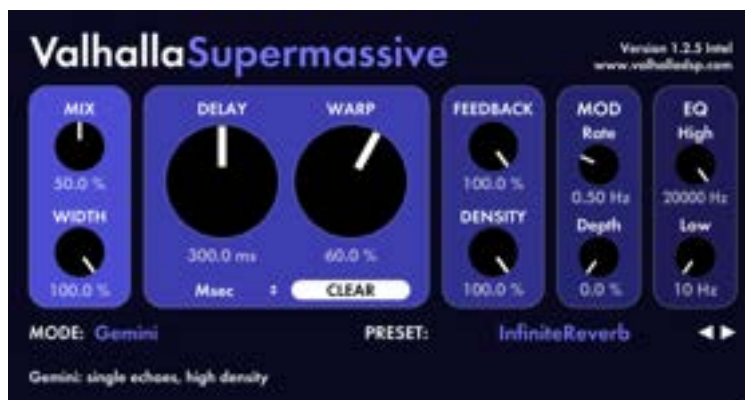 ValhallaSupermassive
Version 1.2.5 Intel
www.valhalladsp.com
MIX
50.0 %
WIDTH
100.0 %
DELAY
300.0 ms
Msec
WARP
60.0 %
CLEAR
FEEDBACK
100.0 %
DENSITY
100.0 %
MOD
Rate
0.50 Hz
Depth
0.0 %
EQ
High
20000 Hz
Low
10 Hz
MODE: Gemini
PRESET: InfiniteReverb
Gemini: single echoes, high density